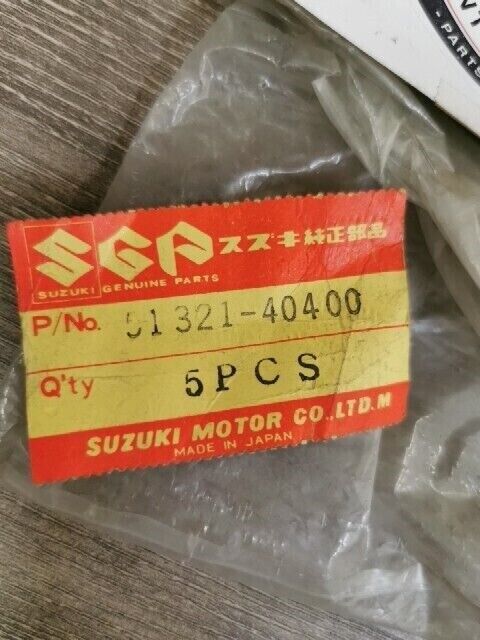 PARTS
SUZUKI
SGP スズキ純正部品
GENUINE PARTS
P/No. 51321-40400
Q'ty 5PCS
SUZUKI MOTOR CO.,LTD.M
MADE IN JAPAN